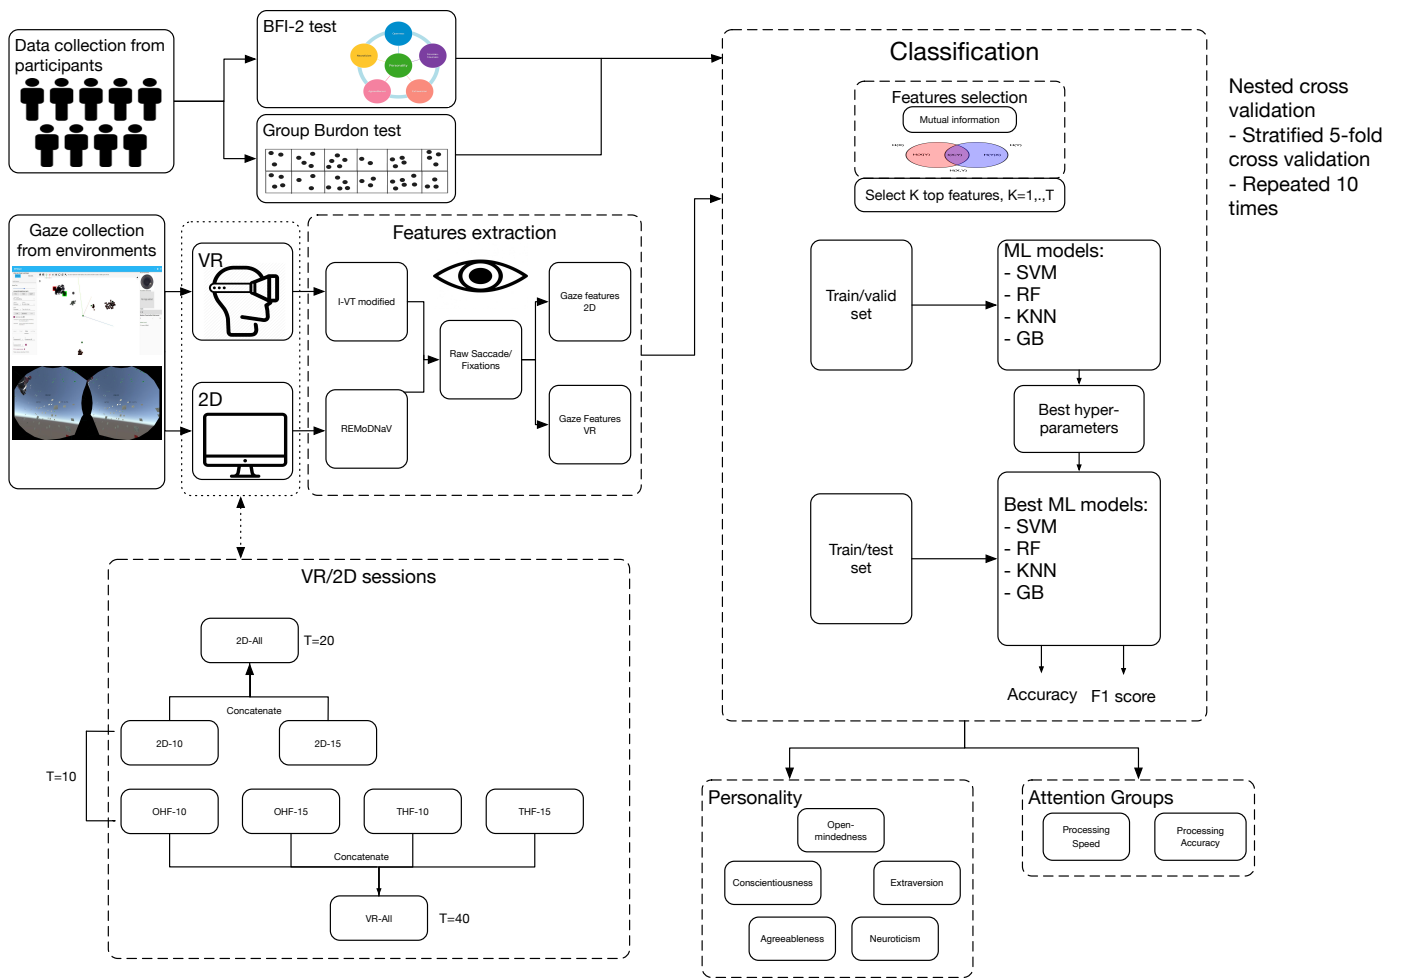 Data collection from
participants
BFI-2 test
Personality
Group Burdon test
Gaze collection
from environments
VR
2D
Features extraction
I-VT modified
REMoDNaV
Raw Saccade/
Fixations
Gaze features
2D
Gaze Features
VR
VR/2D sessions
2D-All
T=20
Concatenate
2D-10
2D-15
T=10
OHF-10
OHF-15
THF-10
THF-15
Concatenate
VR-All
T=40
Classification
Features selection
Mutual information
H(X)
H(Y)
H(X|Y)
I(X;Y)
H(Y|X)
H(X,Y)
Select K top features, K=1,.,T
Train/valid
set
ML models:
- SVM
- RF
- KNN
- GB
Best hyper-
parameters
Train/test
set
Best ML models:
- SVM
- RF
- KNN
- GB
Accuracy
F1 score
Nested cross
validation
- Stratified 5-fold
cross validation
- Repeated 10
times
Personality
Open-
mindedness
Conscientiousness
Extraversion
Agreeableness
Neuroticism
Attention Groups
Processing
Speed
Processing
Accuracy